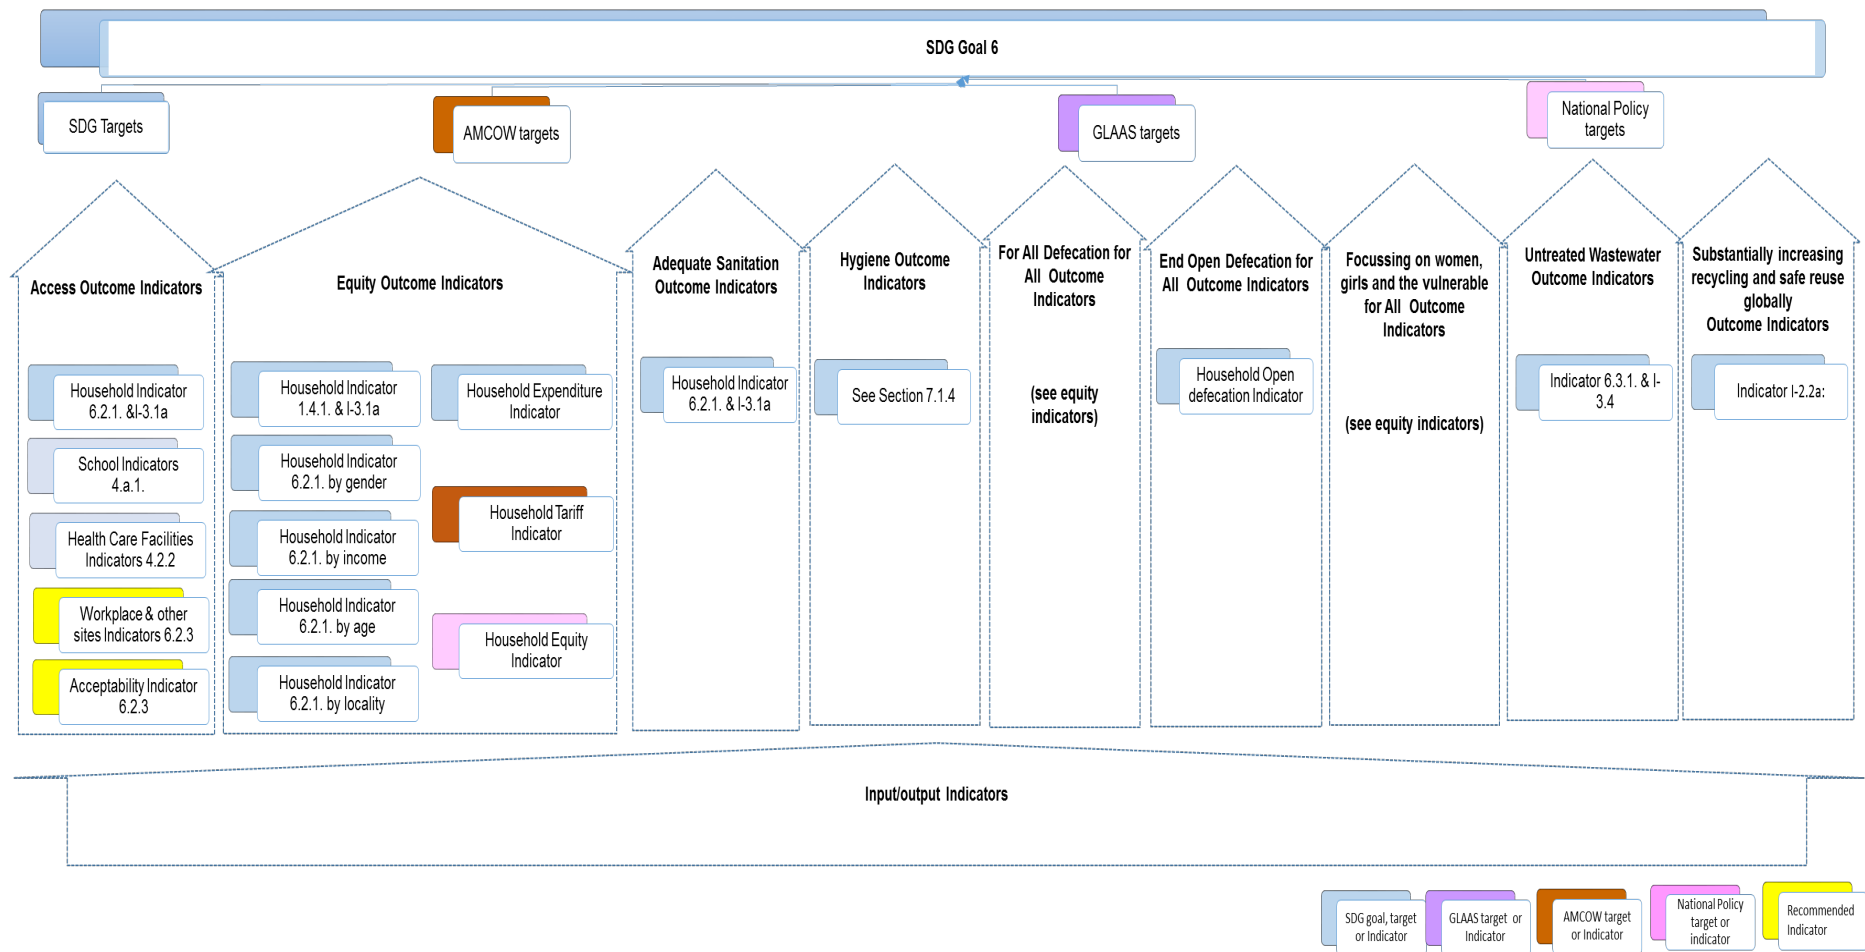 SDG Goal 6
SDG Targets
AMCOW targets
GLAAS targets
National Policy
targets
Access Outcome Indicators
Household Indicator
6.2.1. &I-3.1a
School Indicators
4.a.1.
Health Care Facilities
Indicators 4.2.2
Workplace & other
sites Indicators 6.2.3
Acceptability Indicator
6.2.3
Equity Outcome Indicators
Household Indicator
1.4.1. & I-3.1a
Household Indicator
6.2.1. by gender
Household Indicator
6.2.1. by income
Household Indicator
6.2.1. by age
Household Indicator
6.2.1. by locality
Household Expenditure
Indicator
Household Tariff
Indicator
Household Equity
Indicator
Adequate Sanitation
Outcome Indicators
Household Indicator
6.2.1. & I-3.1a
Hygiene Outcome
Indicators
See Section 7.1.4
For All Defecation for
All Outcome
Indicators
(see equity
indicators)
End Open Defecation for
All Outcome Indicators
Household Open
defecation Indicator
Focussing on women,
girls and the vulnerable
for All Outcome
Indicators
(see equity indicators)
Untreated Wastewater
Outcome Indicators
Indicator 6.3.1. & I-
3.4
Substantially increasing
recycling and safe reuse
globally
Outcome Indicators
Indicator I-2.2a:
Input/output Indicators
SDG goal, target
or Indicator
GLAAS target or
Indicator
AMCOW target
or Indicator
National Policy
target or
indicator
Recommended
Indicator